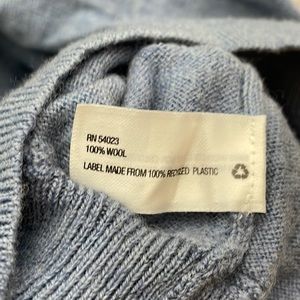 RN 54023
100% WOOL
LABEL MADE FROM 100% RECYCLED PLASTIC